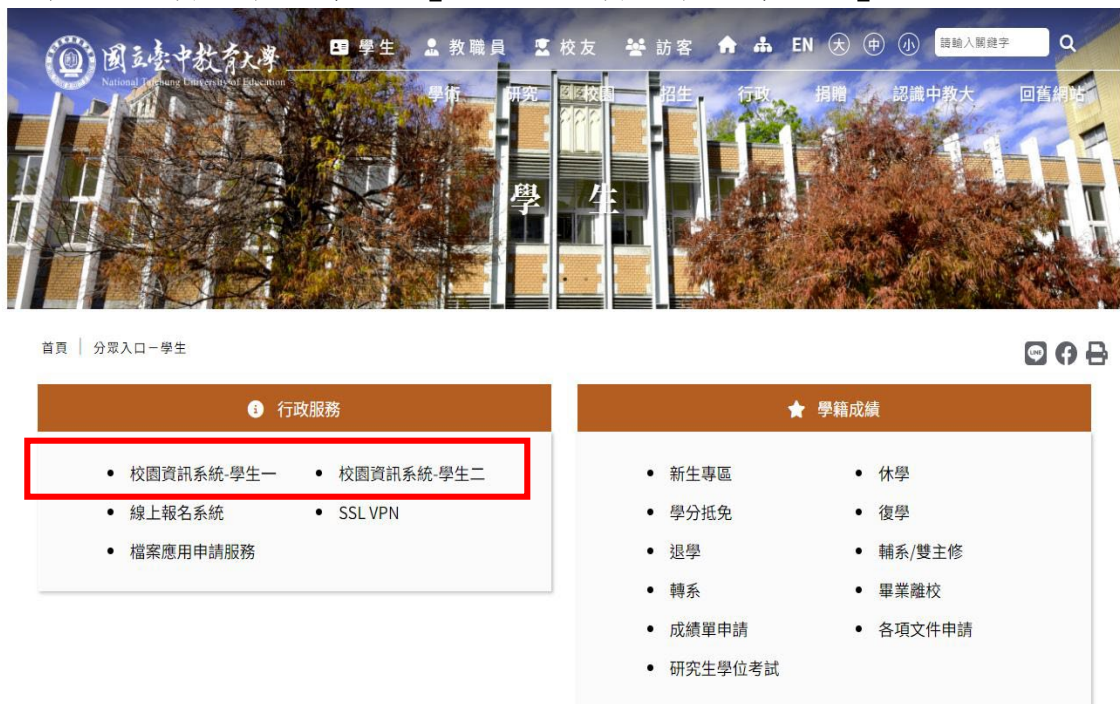 學生 教職員 校友 訪客 EN 大 中 小 請輸入關鍵字
國立臺中教育大學
National Taichung University of Education
學術 研究 校園 招生 行政 捐贈 認識中教大 回舊網站
學 生
首頁 | 分眾入口－學生
LINE
行政服務
校園資訊系統-學生一
校園資訊系統-學生二
線上報名系統
SSL VPN
檔案應用申請服務
學籍成績
新生專區
休學
學分抵免
復學
退學
輔系/雙主修
轉系
畢業離校
成績單申請
各項文件申請
研究生學位考試